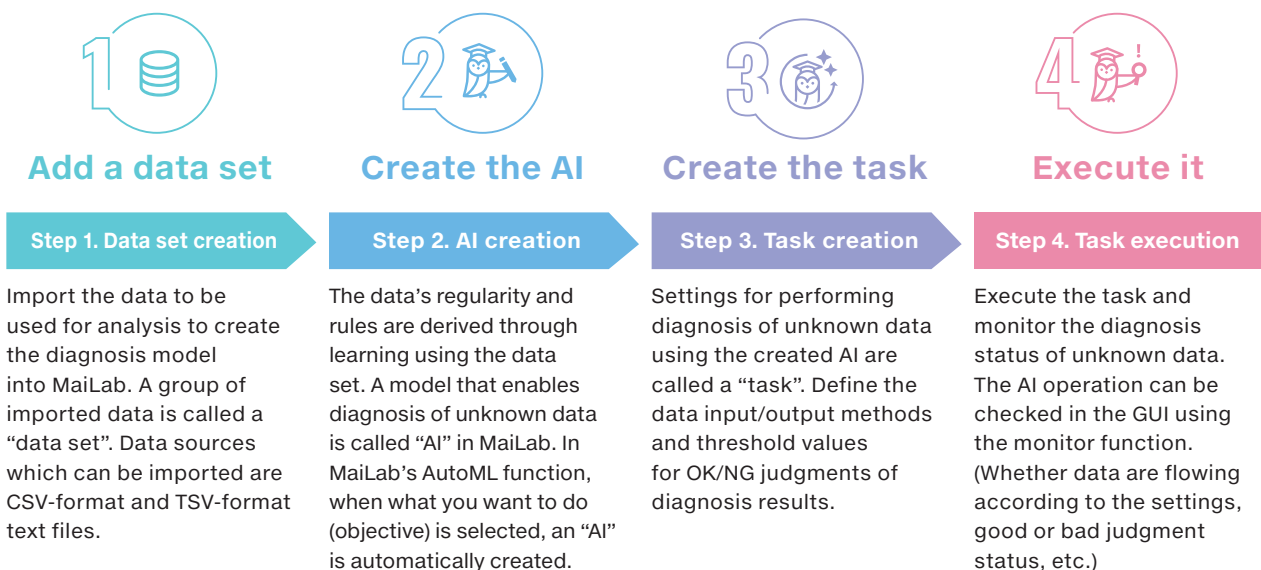 1
Add a data set
Step 1. Data set creation
Import the data to be
used for analysis to create
the diagnosis model
into MaiLab. A group of
imported data is called a
“data set”. Data sources
which can be imported are
CSV-format and TSV-format
text files.
2
Create the AI
Step 2. AI creation
The data’s regularity and
rules are derived through
learning using the data
set. A model that enables
diagnosis of unknown data
is called “AI” in MaiLab. In
MaiLab’s AutoML function,
when what you want to do
(objective) is selected, an “AI”
is automatically created.
3
Create the task
Step 3. Task creation
Settings for performing
diagnosis of unknown data
using the created AI are
called a “task”. Define the
data input/output methods
and threshold values
for OK/NG judgments of
diagnosis results.
4
Execute it
Step 4. Task execution
Execute the task and
monitor the diagnosis
status of unknown data.
The AI operation can be
checked in the GUI using
the monitor function.
(Whether data are flowing
according to the settings,
good or bad judgment
status, etc.)